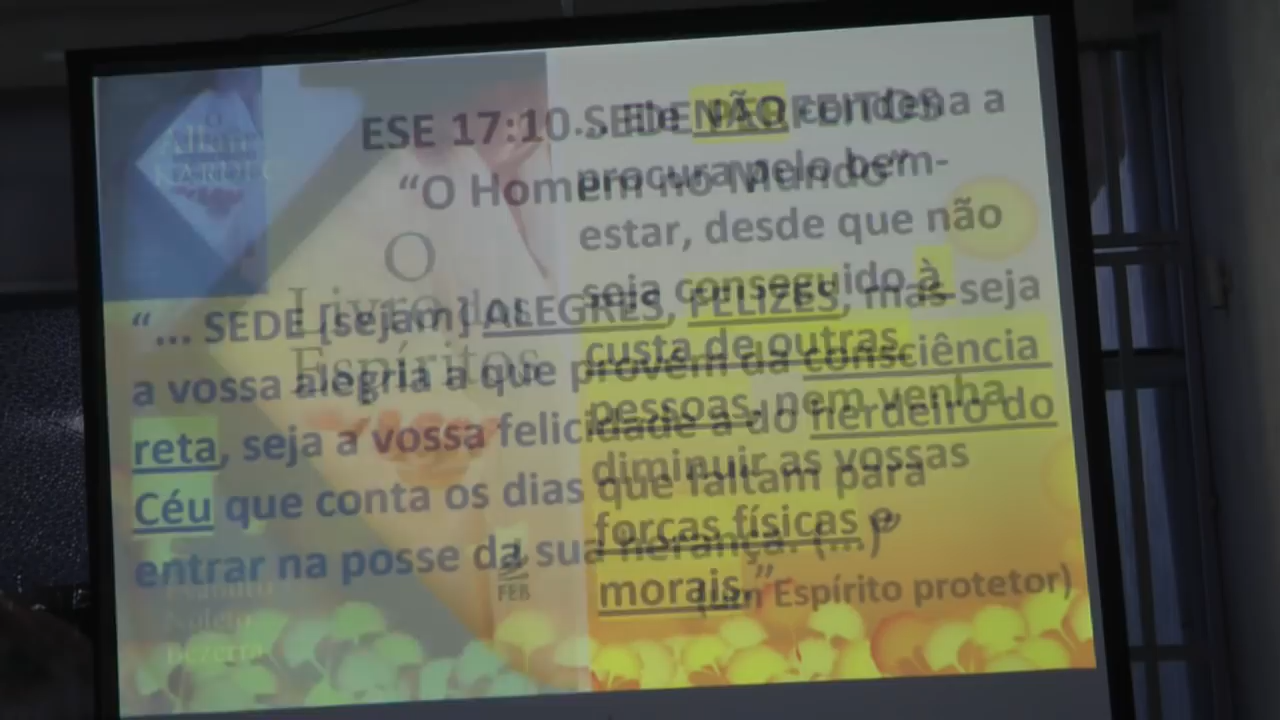 ESE 17:10. SEDE PERFEITOS
“O Homem no Mundo”
“... SEDE [sejam] ALEGRES, FELIZES, mas seja
a vossa alegria a que provém da consciência
reta, seja a vossa felicidade a do herdeiro do
Céu que conta os dias que faltam para
entrar na posse da sua herança. (...)”
(Um Espírito protetor)
... Ele NÃO condena a
procura pelo bem-
estar, desde que não
seja conseguido à
custa de outras
pessoas, nem venha
diminuir as vossas
forças físicas e
morais.”
Allan
KARDEC
O
Livro dos
Espíritos
Evandro
Noleto
Bezerra
FEB